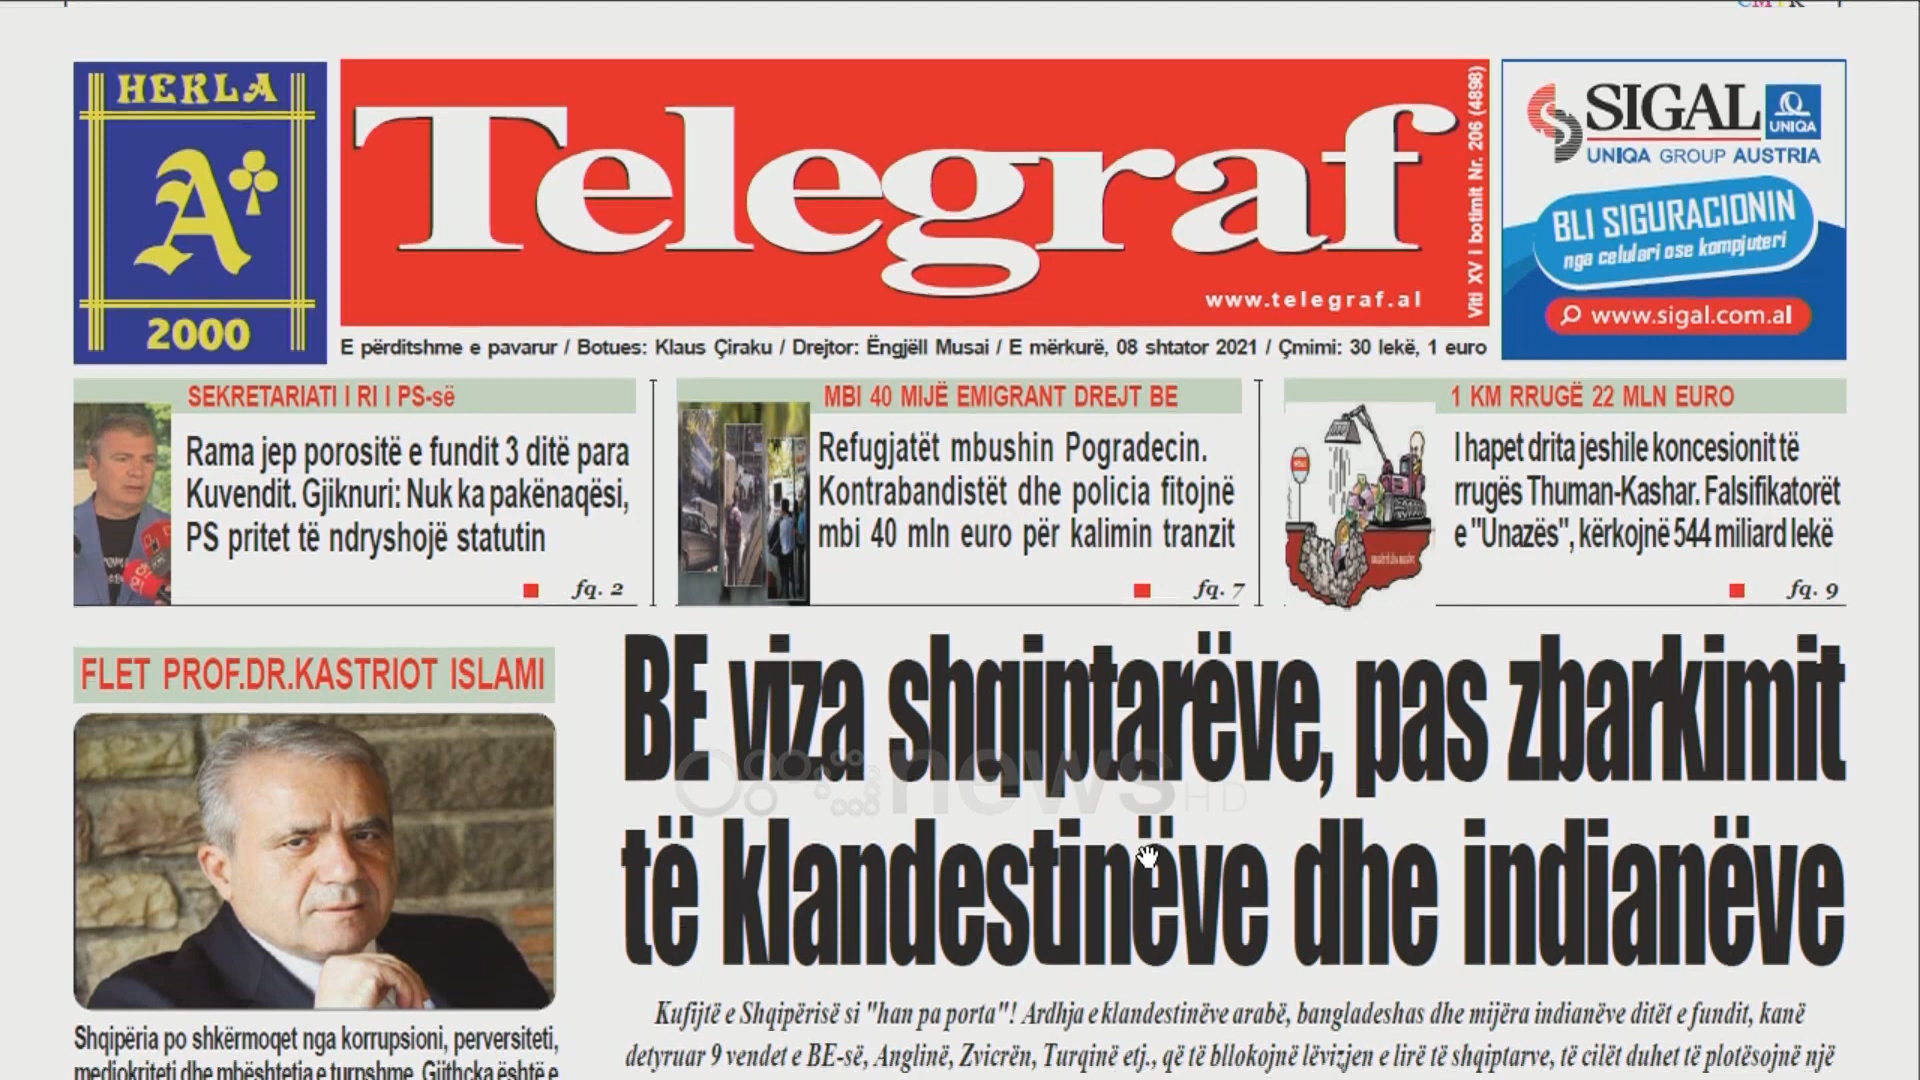 HEKLA
A
2000
Telegraf
www.telegraf.al
Viti XV i botimit Nr. 206 (4898)
SIGAL
UNIQA
UNIQA GROUP AUSTRIA
BLI SIGURACIONIN
nga celulari ose kompjuteri
www.sigal.com.al
E përditshme e pavarur / Botues: Klaus Çiraku / Drejtor: Ëngjëll Musai / E mërkurë, 08 shtator 2021 / Çmimi: 30 lekë, 1 euro
SEKRETARIATI I RI I PS-së
Rama jep porositë e fundit 3 ditë para
Kuvendit. Gjiknuri: Nuk ka pakënaqësi,
PS pritet të ndryshojë statutin
fq. 2
MBI 40 MIJË EMIGRANT DREJT BE
Refugjatët mbushin Pogradecin.
Kontrabandistët dhe policia fitojnë
mbi 40 mln euro për kalimin tranzit
fq. 7
1 KM RRUGË 22 MLN EURO
I hapet drita jeshile koncesionit të
rrugës Thuman-Kashar. Falsifikatorët
e "Unazës", kërkojnë 544 miliard lekë
fq. 9
FLET PROF.DR.KASTRIOT ISLAMI
Shqipëria po shkërmoqet nga korrupsioni, perversiteti,
mediokriteti dhe mbështetja e turpshme. Gjithçka është e
BE viza shqiptarëve, pas zbarkimit
të klandestinëve dhe indianëve
news HD
Kufijtë e Shqipërisë si "han pa porta"! Ardhja e klandestinëve arabë, bangladeshas dhe mijëra indianëve ditët e fundit, kanë
detyruar 9 vendet e BE-së, Anglinë, Zvicrën, Turqinë etj., që të bllokojnë lëvizjen e lirë të shqiptarve, të cilët duhet të plotësojnë një